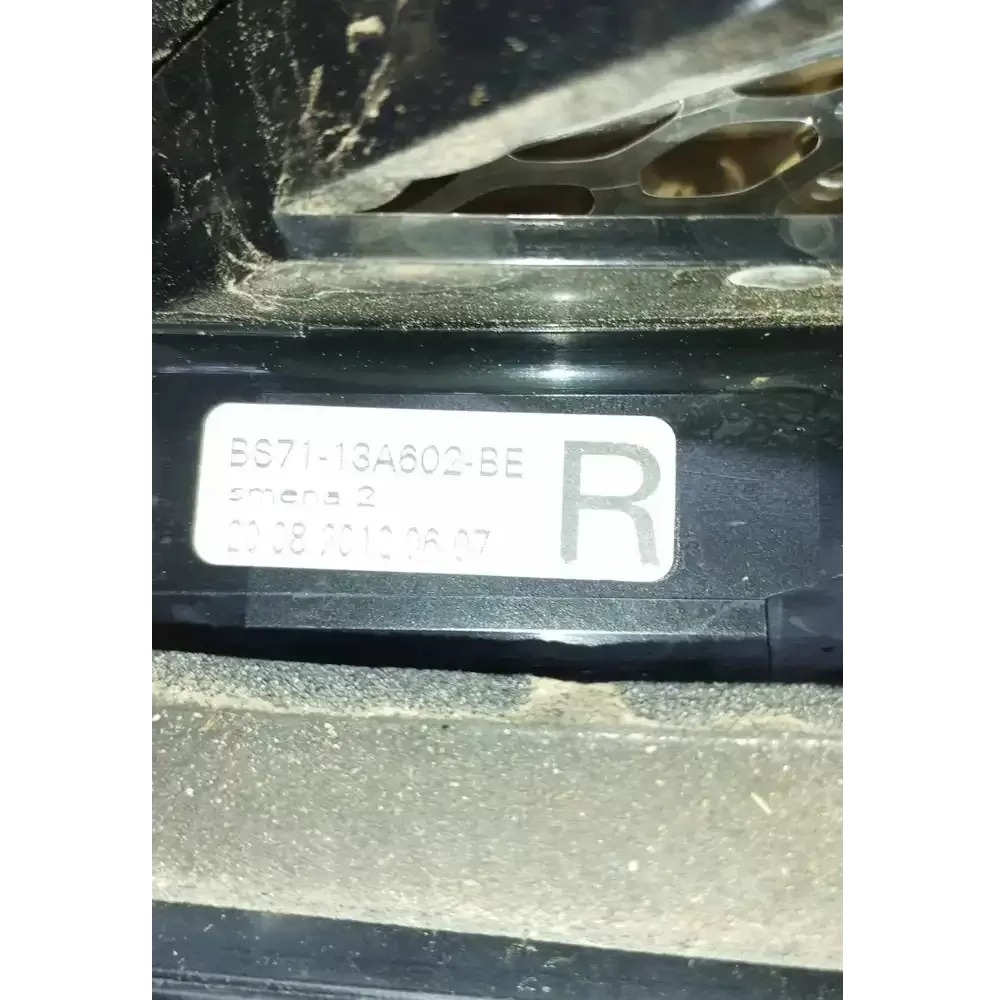 BS71-13A602-BE
smena 2
R